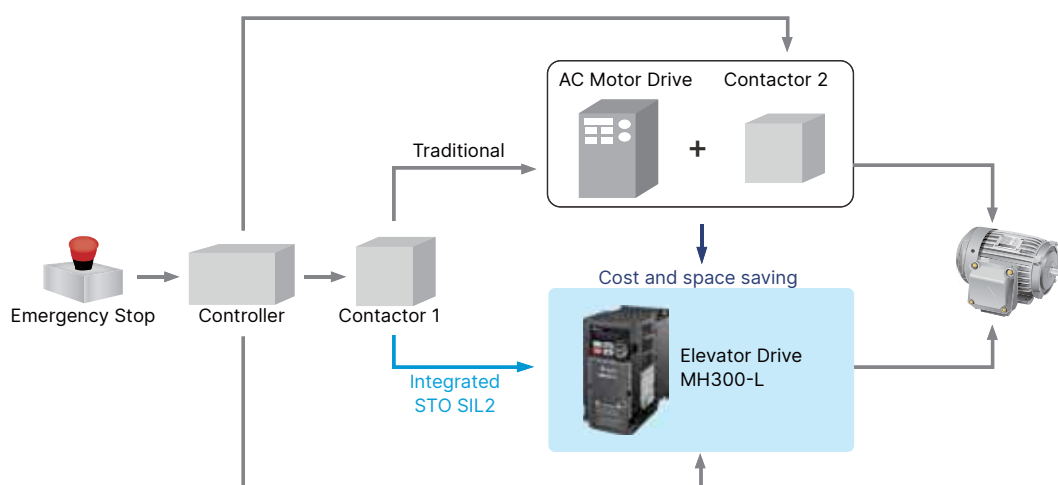 AC Motor Drive
Contactor 2
+
Traditional
Cost and space saving
Emergency Stop
Controller
Contactor 1
Elevator Drive
MH300-L
Integrated
STO SIL2